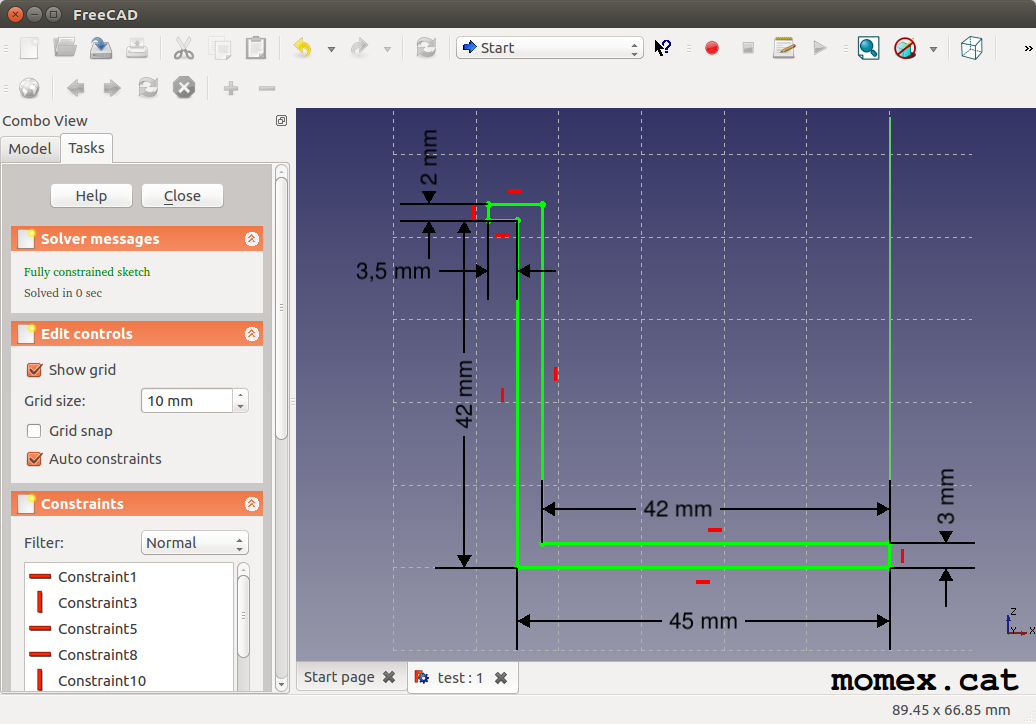 FreeCAD
Start
»
Combo View
Model
Tasks
Help
Close
Solver messages
Fully constrained sketch
Solved in 0 sec
Edit controls
Show grid
Grid size:
10 mm
Grid snap
Auto constraints
Constraints
Filter:
Normal
Constraint1
Constraint3
Constraint5
Constraint8
Constraint10
2 mm
3,5 mm
42 mm
42 mm
3 mm
45 mm
Z
Y
X
Start page
test : 1
momex.cat
89.45 x 66.85 mm